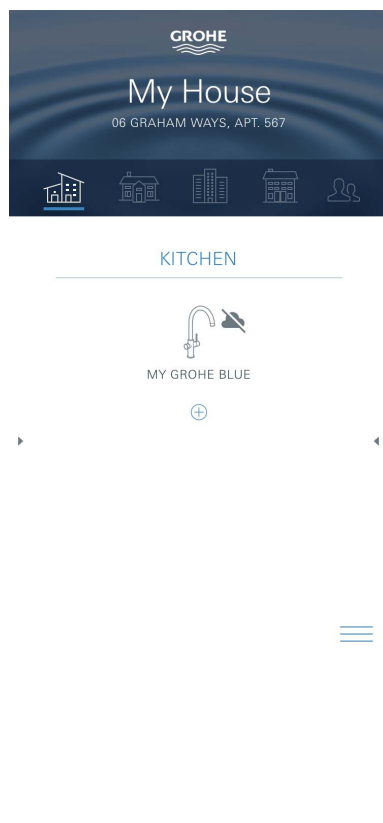 GROHE
My House
06 GRAHAM WAYS, APT. 567
KITCHEN
MY GROHE BLUE